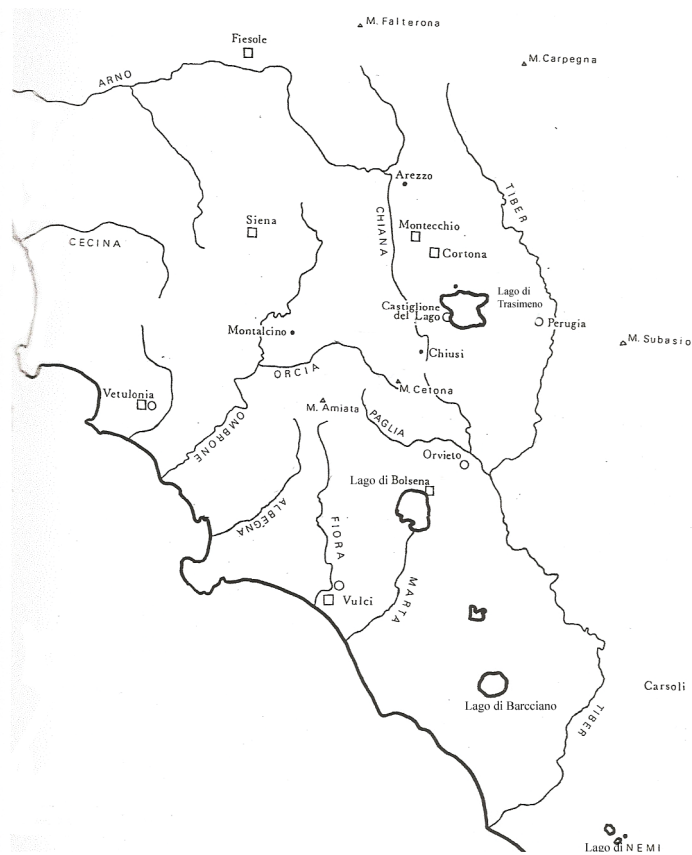 M. Falterona
Fiesole
M. Carpegna
ARNO
Arezzo
TIBER
Siena
CHIANA
Montecchio
CECINA
Cortona
Lago di
Trasimeno
Castiglione
del Lago
Perugia
Montalcino
M. Subasio
Chiusi
ORCIA
M. Cetona
Vetulonia
M. Amiata
PAGLIA
OMBRONE
Orvieto
Lago di Bolsena
ALBEGNA
FIORA
MARTA
Vulci
Carsoli
Lago di Barcciano
TIBER
Lago di NEMI